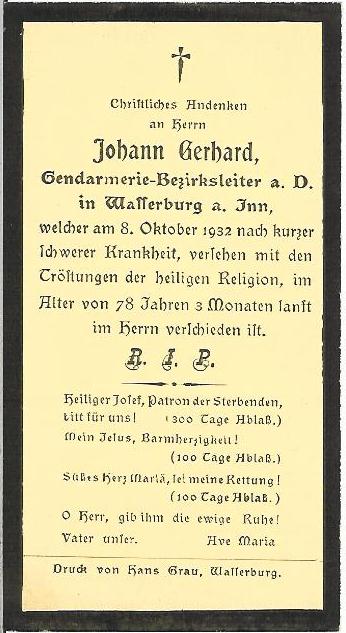 Christliches Andenken
an Herrn
Johann Gerhard,
Gendarmerie-Bezirksleiter a. D.
in Wasserburg a. Inn,
welcher am 8. Oktober 1932 nach kurzer
schwerer Krankheit, versehen mit den
Tröstungen der heiligen Religion, im
Alter von 78 Jahren 3 Monaten sanft
im Herrn verschieden ist.
R. I. P.
Heiliger Josef, Patron der Sterbenden,
bitt für uns! (300 Tage Ablaß.)
Mein Jesus, Barmherzigkeit!
(100 Tage Ablaß.)
Süßes Herz Mariä, sei meine Rettung!
(100 Tage Ablaß.)
O Herr, gib ihm die ewige Ruhe!
Vater unser. Ave Maria
Druck von Hans Grau, Wasserburg.